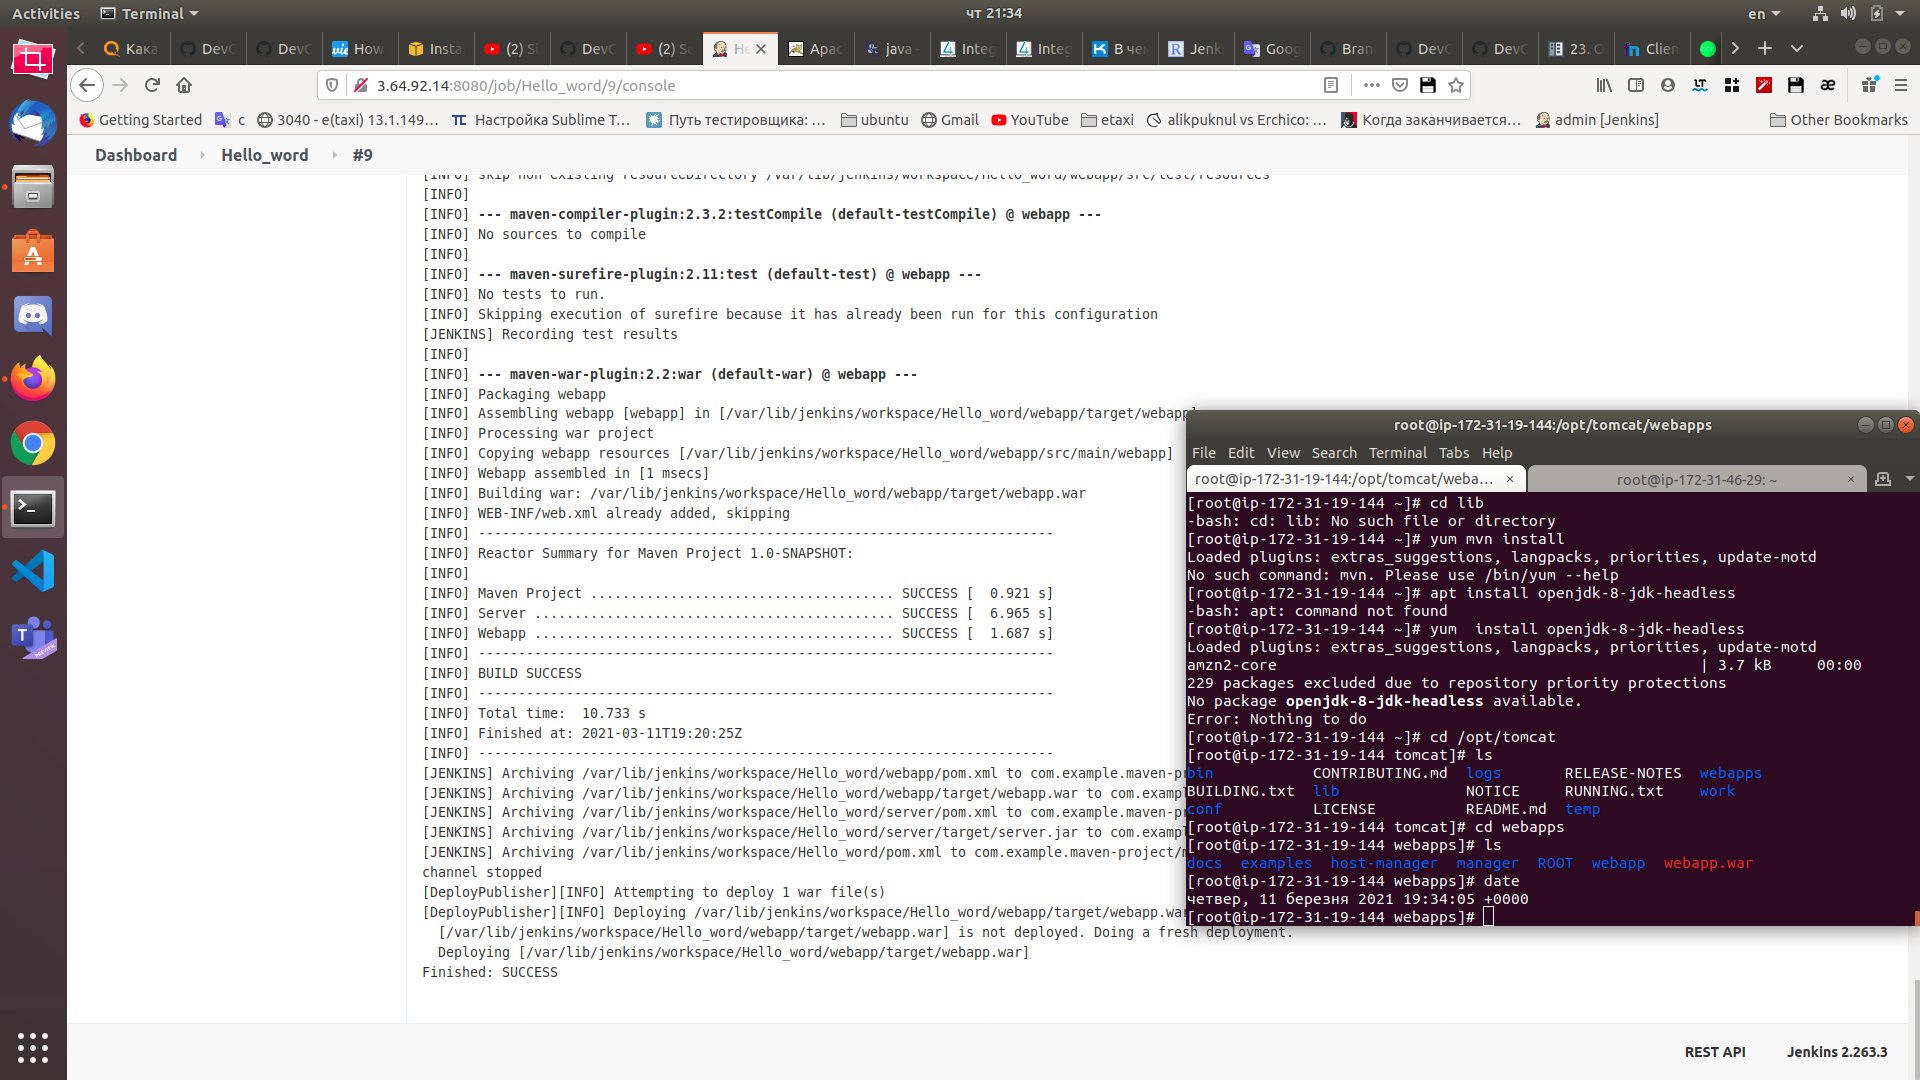 Activities
Terminal
чт 21:34
en
Кака
DevO
DevO
How
Insta
(2) Si
DevO
(2) Se
He
Apac
java -
Integ
Integ
В че
Jenk
Goog
Bran
DevO
DevO
23. O
Clien
3.64.92.14:8080/job/Hello_word/9/console
Getting Started
c
3040 - e(taxi) 13.1.149…
Настройка Sublime T…
Путь тестировщика: …
ubuntu
Gmail
YouTube
etaxi
alikpuknul vs Erchico: …
Когда заканчивается…
admin [Jenkins]
Other Bookmarks
Dashboard
Hello_word
#9
[INFO] skip non existing resourceDirectory /var/lib/jenkins/workspace/Hello_word/webapp/src/test/resources
[INFO]
[INFO] --- maven-compiler-plugin:2.3.2:testCompile (default-testCompile) @ webapp ---
[INFO] No sources to compile
[INFO]
[INFO] --- maven-surefire-plugin:2.11:test (default-test) @ webapp ---
[INFO] No tests to run.
[INFO] Skipping execution of surefire because it has already been run for this configuration
[JENKINS] Recording test results
[INFO]
[INFO] --- maven-war-plugin:2.2:war (default-war) @ webapp ---
[INFO] Packaging webapp
[INFO] Assembling webapp [webapp] in [/var/lib/jenkins/workspace/Hello_word/webapp/target/webapp]
[INFO] Processing war project
[INFO] Copying webapp resources [/var/lib/jenkins/workspace/Hello_word/webapp/src/main/webapp]
[INFO] Webapp assembled in [1 msecs]
[INFO] Building war: /var/lib/jenkins/workspace/Hello_word/webapp/target/webapp.war
[INFO] WEB-INF/web.xml already added, skipping
[INFO] ------------------------------------------------------------------------
[INFO] Reactor Summary for Maven Project 1.0-SNAPSHOT:
[INFO]
[INFO] Maven Project ...................................... SUCCESS [  0.921 s]
[INFO] Server ............................................. SUCCESS [  6.965 s]
[INFO] Webapp ............................................. SUCCESS [  1.687 s]
[INFO] ------------------------------------------------------------------------
[INFO] BUILD SUCCESS
[INFO] ------------------------------------------------------------------------
[INFO] Total time:  10.733 s
[INFO] Finished at: 2021-03-11T19:20:25Z
[INFO] ------------------------------------------------------------------------
[JENKINS] Archiving /var/lib/jenkins/workspace/Hello_word/webapp/pom.xml to com.example.maven-pr
[JENKINS] Archiving /var/lib/jenkins/workspace/Hello_word/webapp/target/webapp.war to com.exampl
[JENKINS] Archiving /var/lib/jenkins/workspace/Hello_word/server/pom.xml to com.example.maven-pr
[JENKINS] Archiving /var/lib/jenkins/workspace/Hello_word/server/target/server.jar to com.exampl
[JENKINS] Archiving /var/lib/jenkins/workspace/Hello_word/pom.xml to com.example.maven-project/m
channel stopped
[DeployPublisher][INFO] Attempting to deploy 1 war file(s)
[DeployPublisher][INFO] Deploying /var/lib/jenkins/workspace/Hello_word/webapp/target/webapp.war
[/var/lib/jenkins/workspace/Hello_word/webapp/target/webapp.war] is not deployed. Doing a fresh deployment.
Deploying [/var/lib/jenkins/workspace/Hello_word/webapp/target/webapp.war]
Finished: SUCCESS
REST API
Jenkins 2.263.3
root@ip-172-31-19-144:/opt/tomcat/webapps
File Edit View Search Terminal Tabs Help
root@ip-172-31-19-144:/opt/tomcat/weba…
root@ip-172-31-46-29: ~
[root@ip-172-31-19-144 ~]# cd lib
-bash: cd: lib: No such file or directory
[root@ip-172-31-19-144 ~]# yum mvn install
Loaded plugins: extras_suggestions, langpacks, priorities, update-motd
No such command: mvn. Please use /bin/yum --help
[root@ip-172-31-19-144 ~]# apt install openjdk-8-jdk-headless
-bash: apt: command not found
[root@ip-172-31-19-144 ~]# yum  install openjdk-8-jdk-headless
Loaded plugins: extras_suggestions, langpacks, priorities, update-motd
amzn2-core | 3.7 kB 00:00
229 packages excluded due to repository priority protections
No package openjdk-8-jdk-headless available.
Error: Nothing to do
[root@ip-172-31-19-144 ~]# cd /opt/tomcat
[root@ip-172-31-19-144 tomcat]# ls
bin CONTRIBUTING.md logs RELEASE-NOTES webapps
BUILDING.txt lib NOTICE RUNNING.txt work
conf LICENSE README.md temp
[root@ip-172-31-19-144 tomcat]# cd webapps
[root@ip-172-31-19-144 webapps]# ls
docs examples host-manager manager ROOT webapp webapp.war
[root@ip-172-31-19-144 webapps]# date
четвер, 11 березня 2021 19:34:05 +0000
[root@ip-172-31-19-144 webapps]#